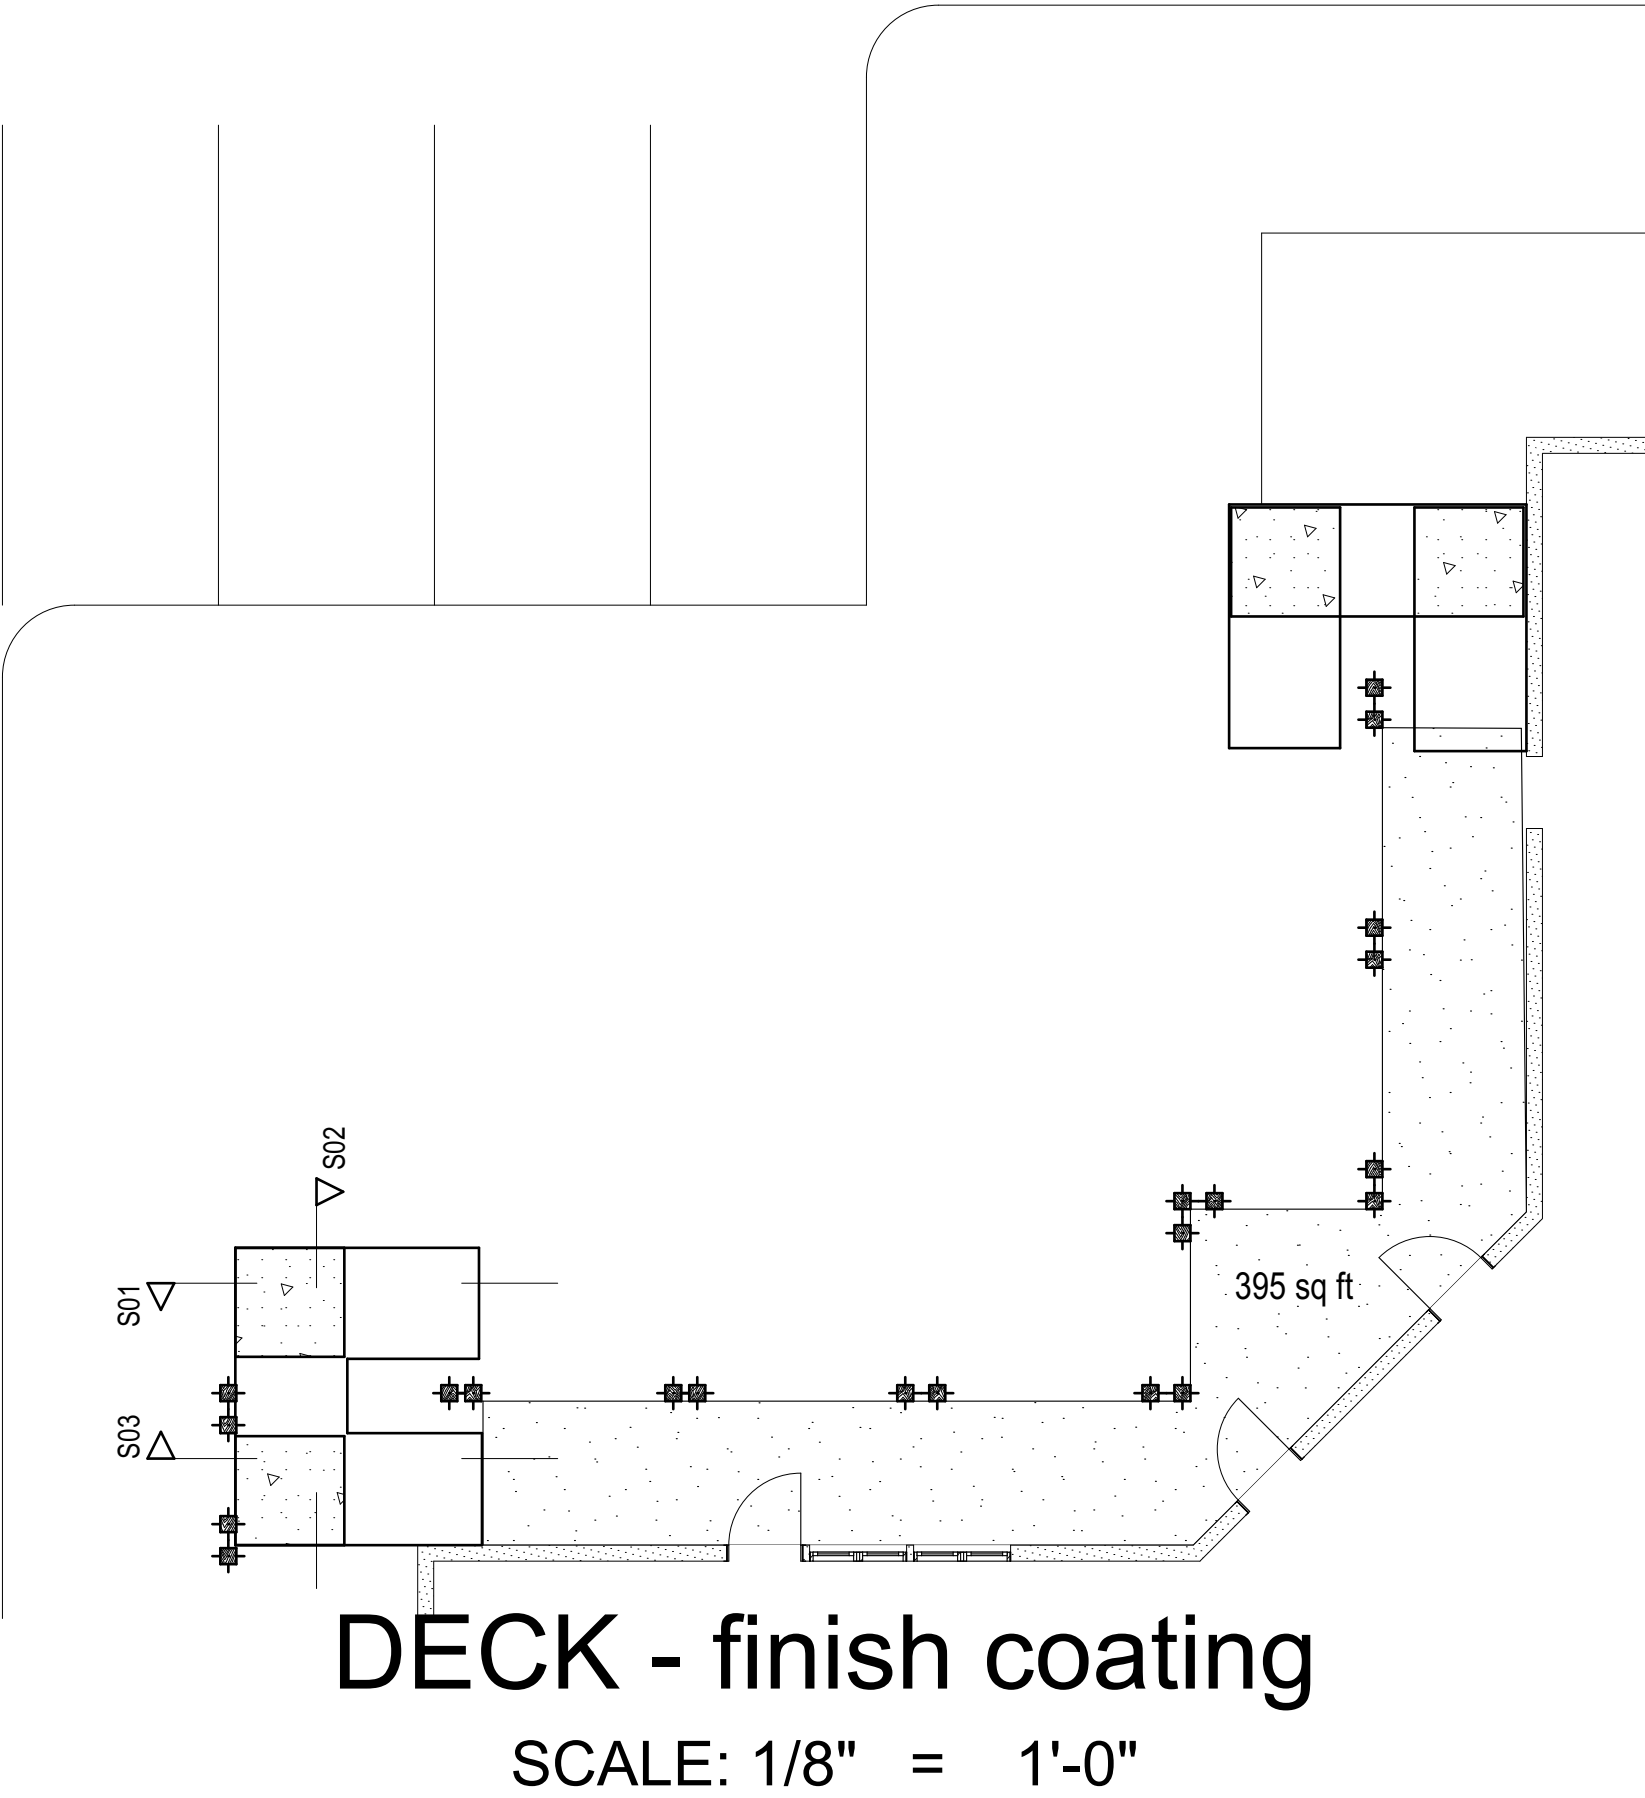 S02
S01
395 sq ft
S03
DECK - finish coating
SCALE: 1/8" = 1'-0"